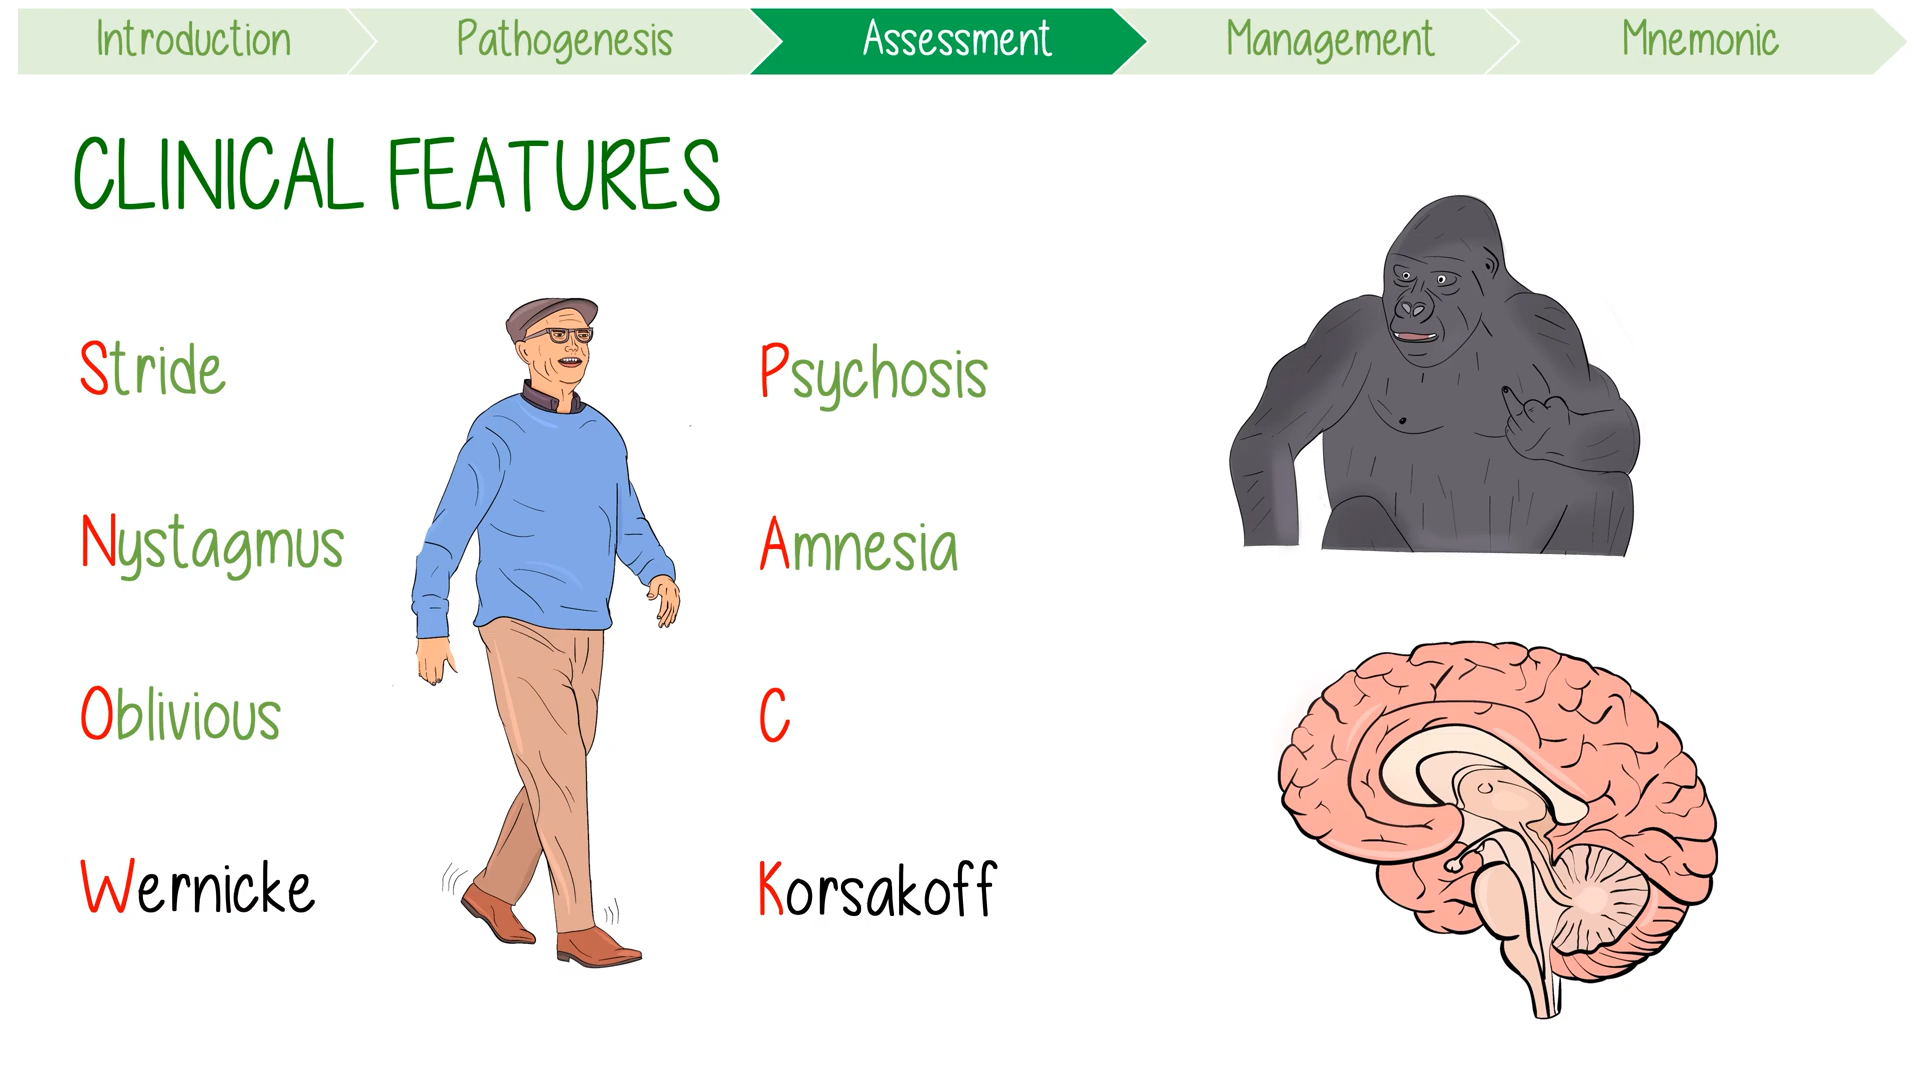 Introduction
Pathogenesis
Assessment
Management
Mnemonic
CLINICAL FEATURES
Stride
Nystagmus
Oblivious
Wernicke
Psychosis
Amnesia
C
Korsakoff